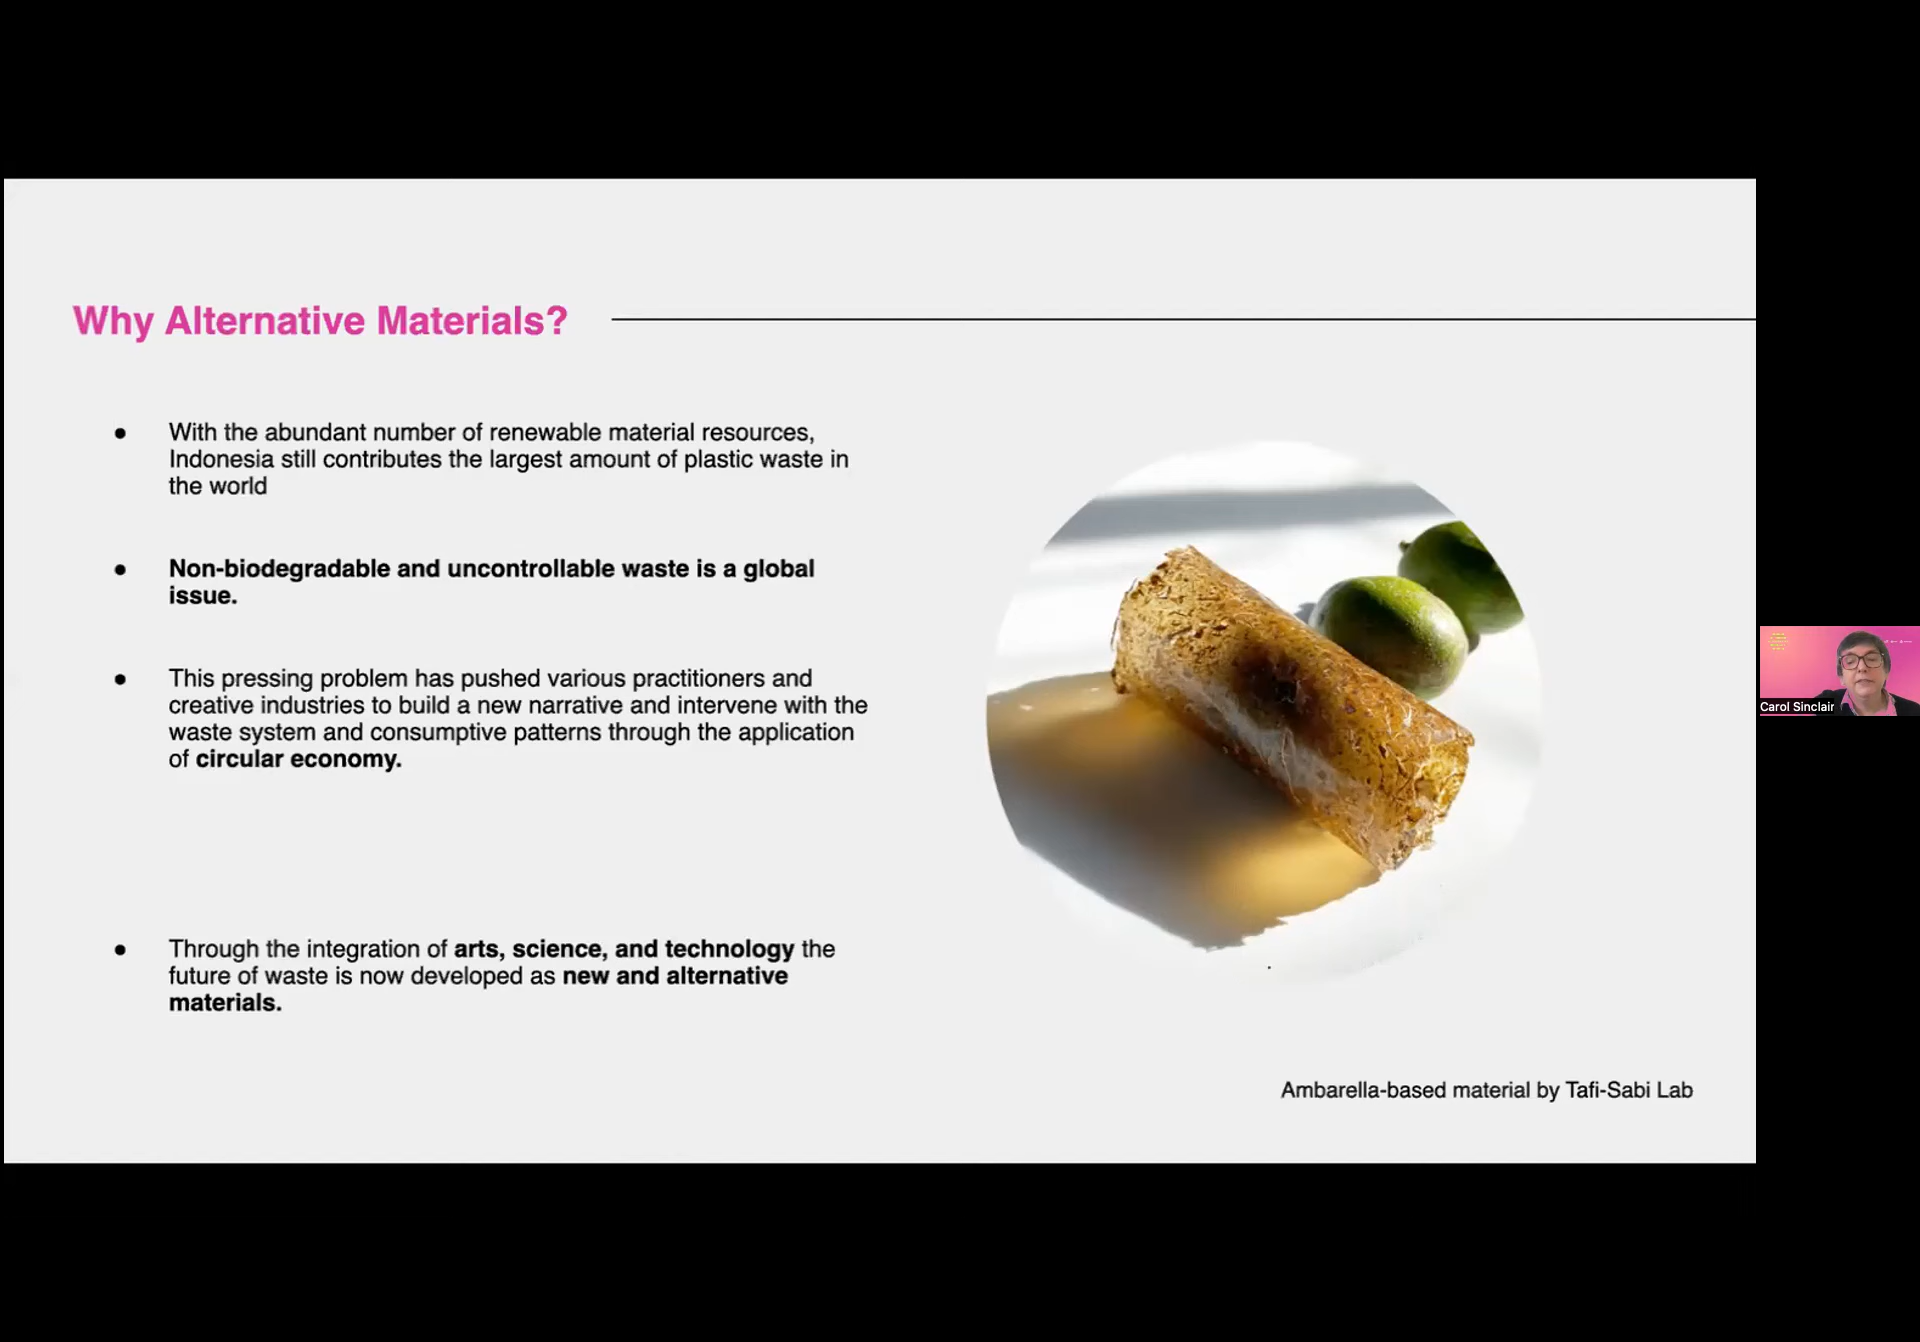 Why Alternative Materials?
● With the abundant number of renewable material resources,
Indonesia still contributes the largest amount of plastic waste in
the world
● Non-biodegradable and uncontrollable waste is a global
issue.
● This pressing problem has pushed various practitioners and
creative industries to build a new narrative and intervene with the
waste system and consumptive patterns through the application
of circular economy.
● Through the integration of arts, science, and technology the
future of waste is now developed as new and alternative
materials.
Ambarella-based material by Tafi-Sabi Lab
Carol Sinclair